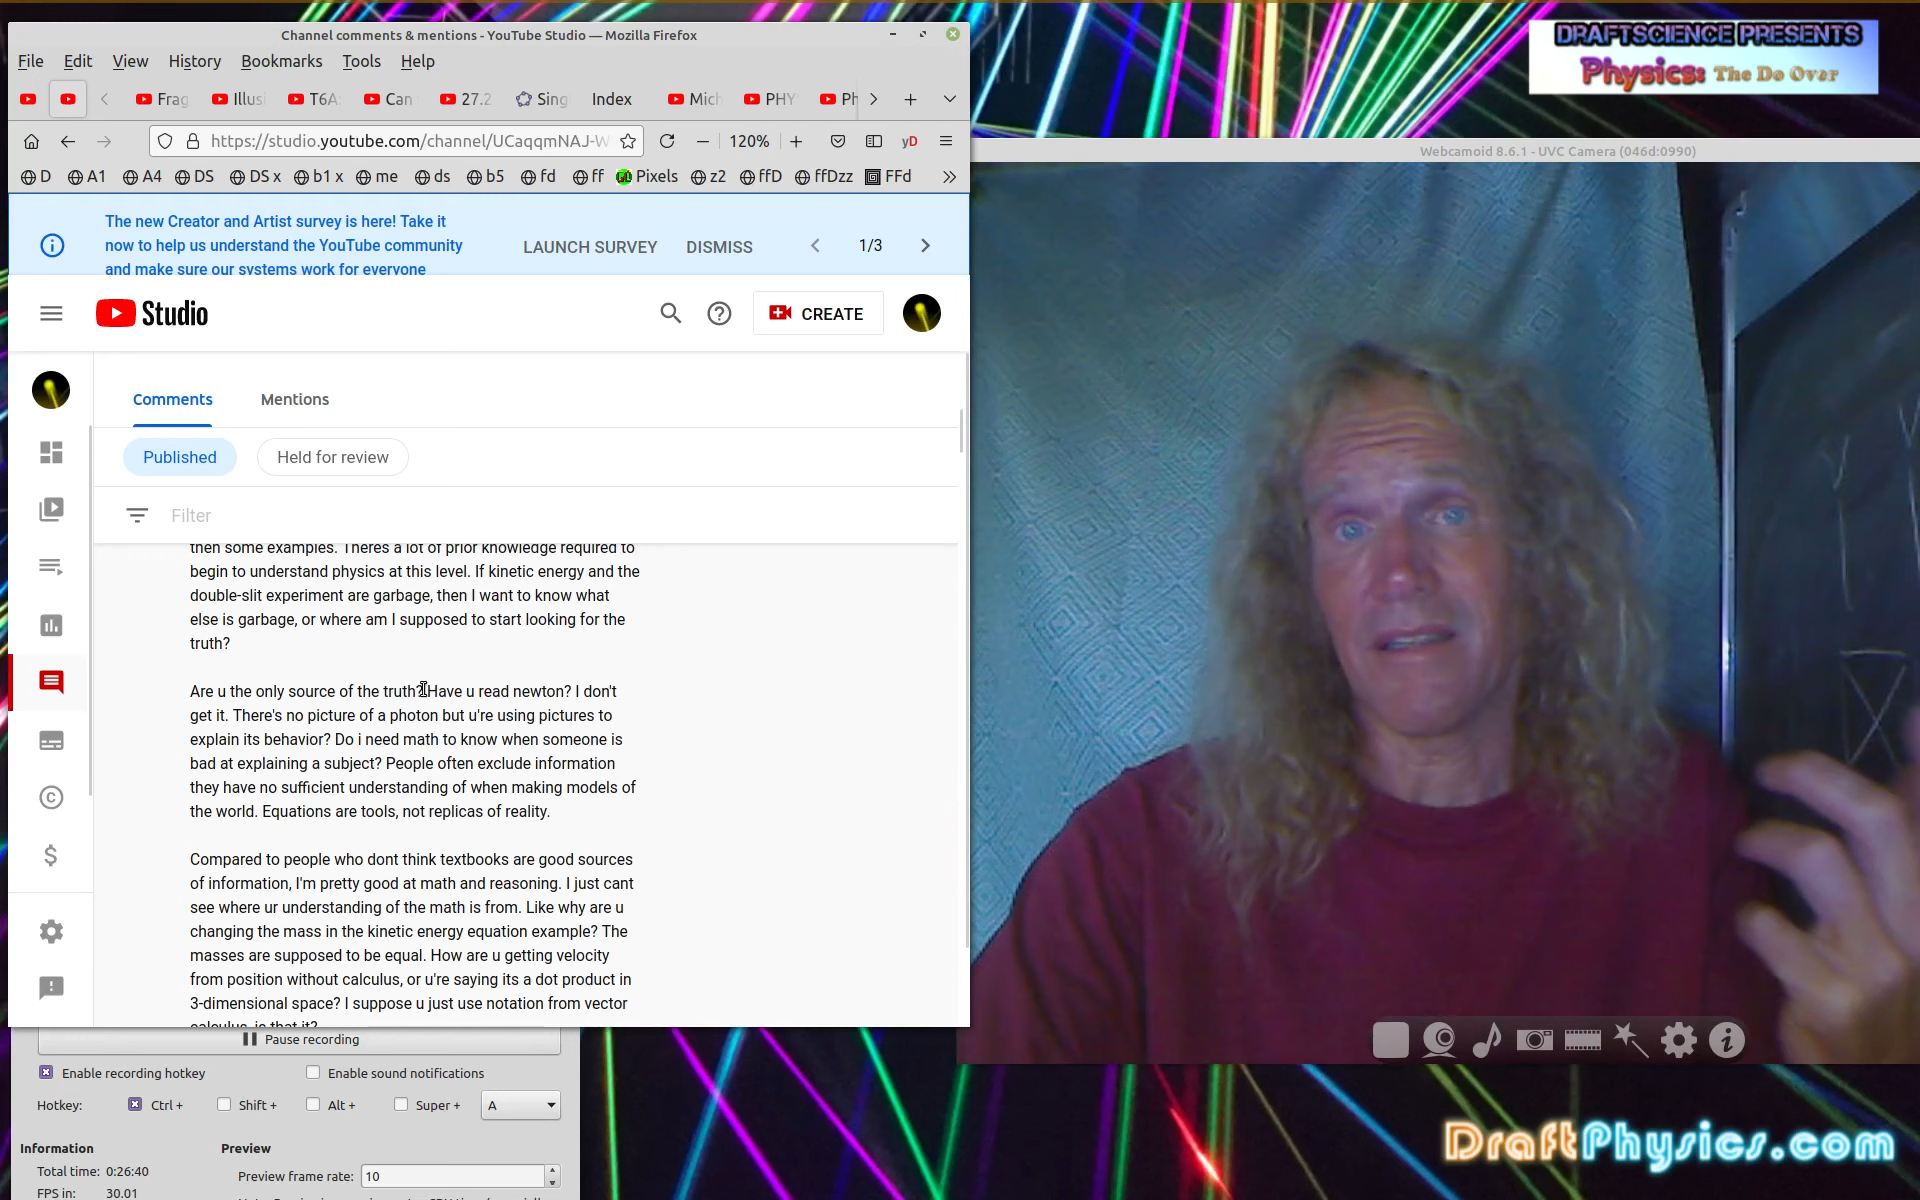 Channel comments & mentions - YouTube Studio — Mozilla Firefox
File Edit View History Bookmarks Tools Help
Frag Illus T6A: Can 27.2 Sing Index Mich PHY Ph
https://studio.youtube.com/channel/UCaqqmNAJ-W 120% yD
D A1 A4 DS DS x b1 x me ds b5 fd ff Pixels z2 ffD ffDzz FFd
The new Creator and Artist survey is here! Take it
now to help us understand the YouTube community
and make sure our systems work for everyone
LAUNCH SURVEY DISMISS 1/3
Studio CREATE
Comments Mentions
Published Held for review
Filter
then some examples. Theres a lot of prior knowledge required to
begin to understand physics at this level. If kinetic energy and the
double-slit experiment are garbage, then I want to know what
else is garbage, or where am I supposed to start looking for the
truth?
Are u the only source of the truth? Have u read newton? I don't
get it. There's no picture of a photon but u're using pictures to
explain its behavior? Do i need math to know when someone is
bad at explaining a subject? People often exclude information
they have no sufficient understanding of when making models of
the world. Equations are tools, not replicas of reality.
Compared to people who dont think textbooks are good sources
of information, I'm pretty good at math and reasoning. I just cant
see where ur understanding of the math is from. Like why are u
changing the mass in the kinetic energy equation example? The
masses are supposed to be equal. How are u getting velocity
from position without calculus, or u're saying its a dot product in
3-dimensional space? I suppose u just use notation from vector
calculus, is that it?
Pause recording
Enable recording hotkey Enable sound notifications
Hotkey: Ctrl + Shift + Alt + Super + A
Information Preview
Total time: 0:26:40
Preview frame rate: 10
FPS in: 30.01
DRAFTSCIENCE PRESENTS
Physics: The Do Over
Webcamoid 8.6.1 - UVC Camera (046d:0990)
DraftPhysics.com